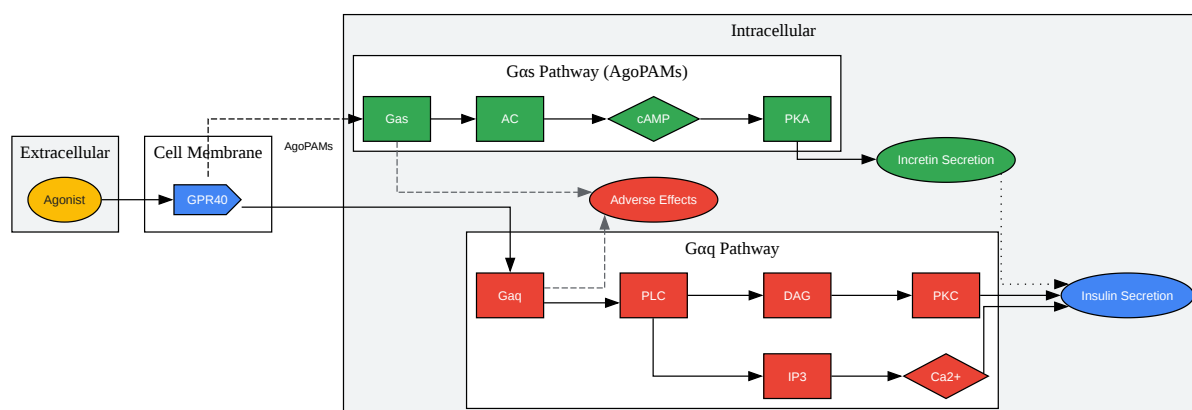 Intracellular
Gαs Pathway (AgoPAMs)
Gas
AC
cAMP
PKA
AgoPAMs
Extracellular
Agonist
Cell Membrane
GPR40
Incretin Secretion
Adverse Effects
Gαq Pathway
Gaq
PLC
DAG
PKC
Insulin Secretion
IP3
Ca2+